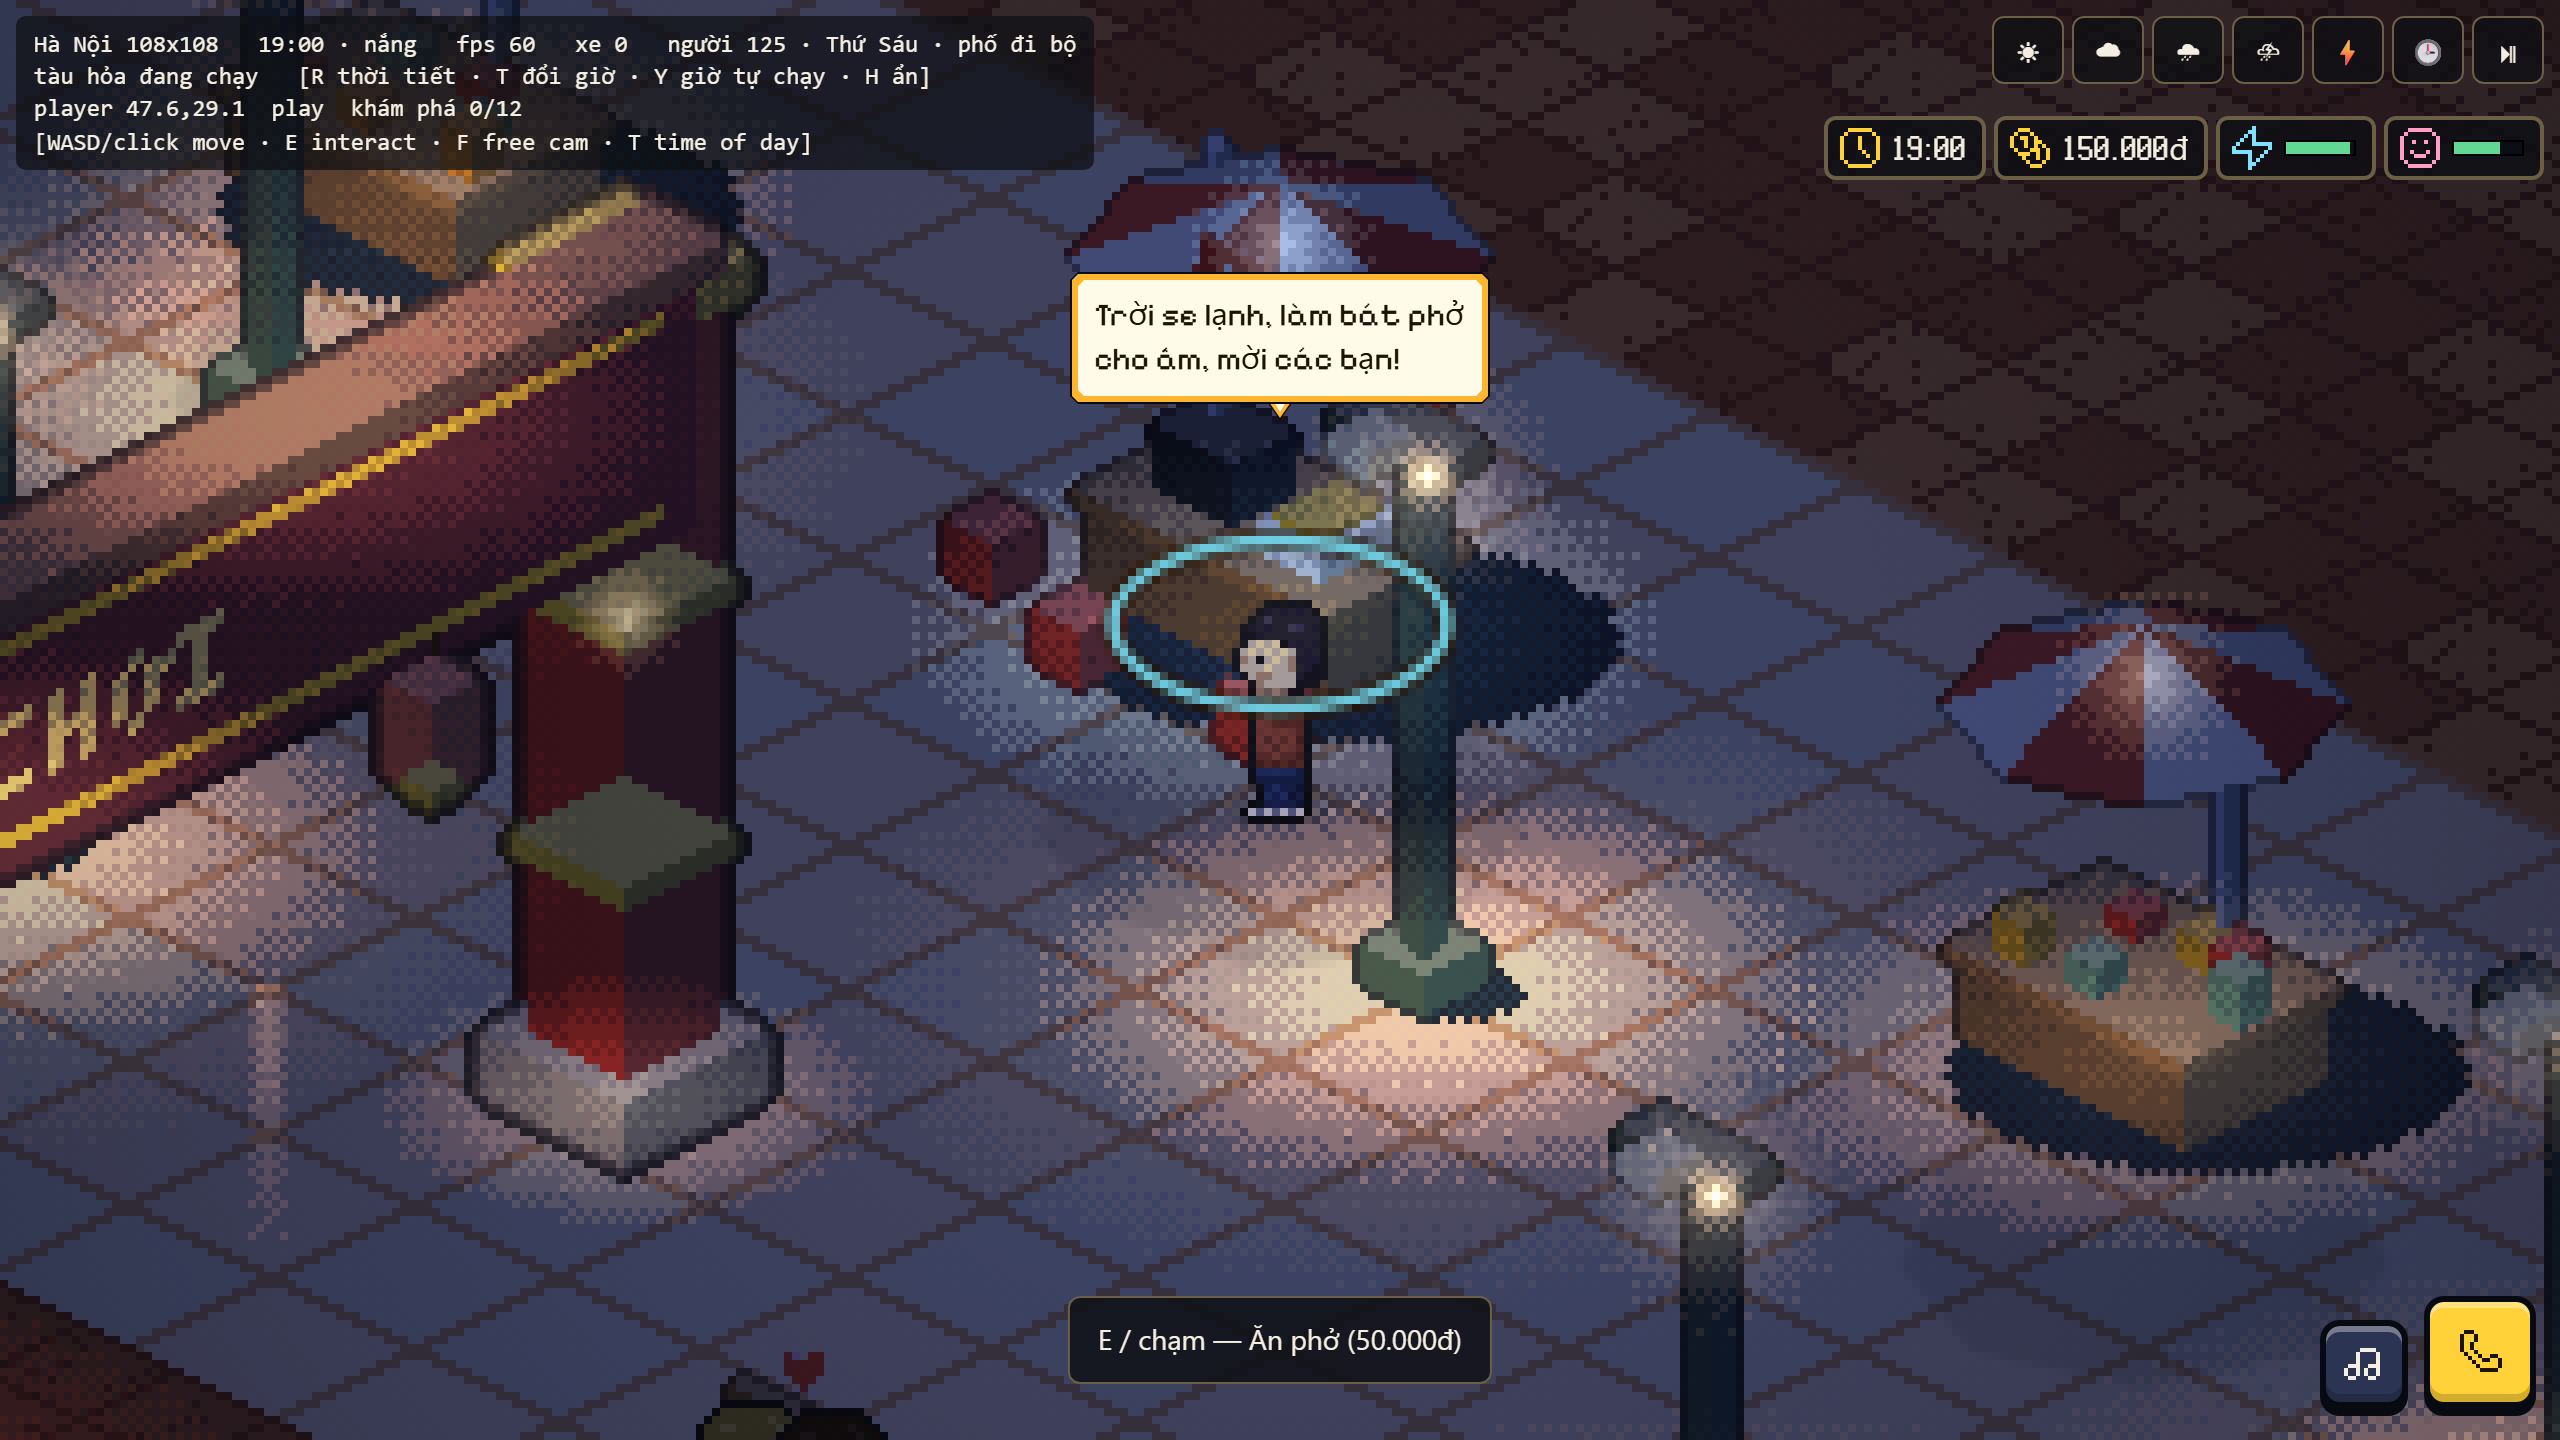 Hà Nội 108x108 19:00 · nắng fps 60 xe 0 người 125 · Thứ Sáu · phố đi bộ
tàu hỏa đang chạy [R thời tiết · T đổi giờ · Y giờ tự chạy · H ẩn]
player 47.6,29.1 play khám phá 0/12
[WASD/click move · E interact · F free cam · T time of day]
19:00
150.000đ
Trời se lạnh, làm bát phở
cho ấm, mời các bạn!
E / chạm — Ăn phở (50.000đ)